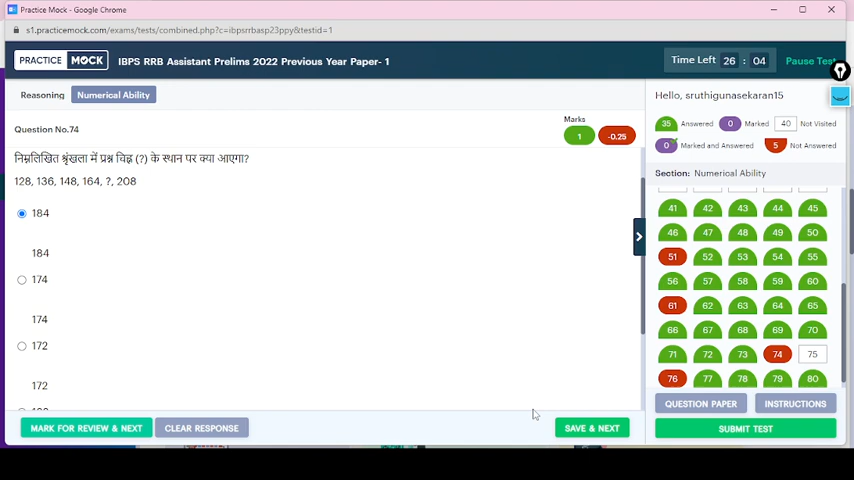 Practice Mock - Google Chrome
s1.practicemock.com/exams/tests/combined.php?c=ibpsrrbasp23ppy&testid=1
PRACTICE MOCK IBPS RRB Assistant Prelims 2022 Previous Year Paper- 1 Time Left 26 : 04 Pause Test
Reasoning Numerical Ability
Question No.74
Marks
1 -0.25
निम्नलिखित श्रृंखला में प्रश्न चिह्न (?) के स्थान पर क्या आएगा?
128, 136, 148, 164, ?, 208
184
184
174
174
172
172
MARK FOR REVIEW & NEXT CLEAR RESPONSE SAVE & NEXT
Hello, sruthigunasekaran15
35 Answered 0 Marked 40 Not Visited
0 Marked and Answered 5 Not Answered
Section: Numerical Ability
41 42 43 44 45
46 47 48 49 50
51 52 53 54 55
56 57 58 59 60
61 62 63 64 65
66 67 68 69 70
71 72 73 74 75
76 77 78 79 80
QUESTION PAPER INSTRUCTIONS
SUBMIT TEST